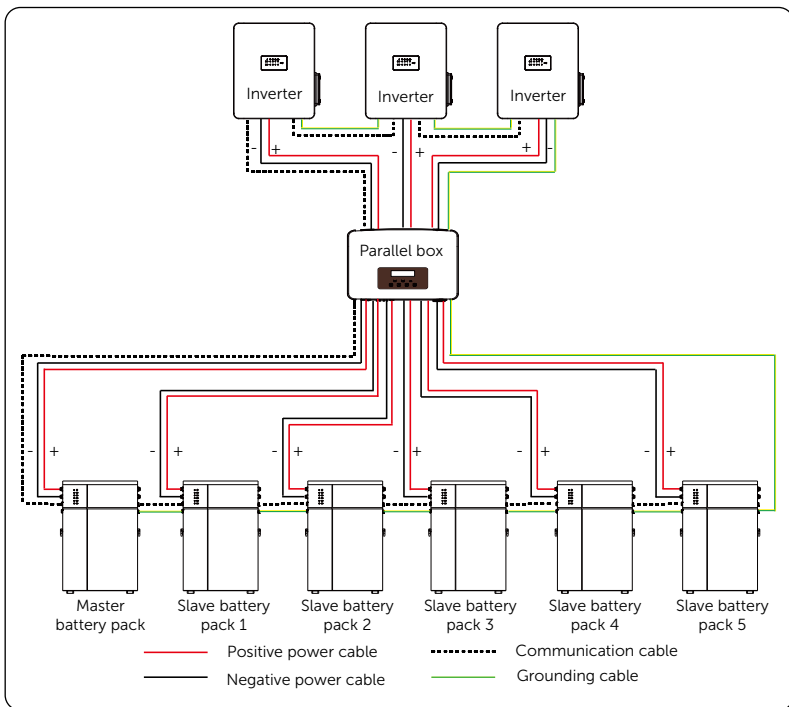 Inverter
Inverter
Inverter
- + - + + -
Parallel box
- + - + - + - + - + - +
Master
battery pack
Slave battery
pack 1
Slave battery
pack 2
Slave battery
pack 3
Slave battery
pack 4
Slave battery
pack 5
Positive power cable
Communication cable
Negative power cable
Grounding cable